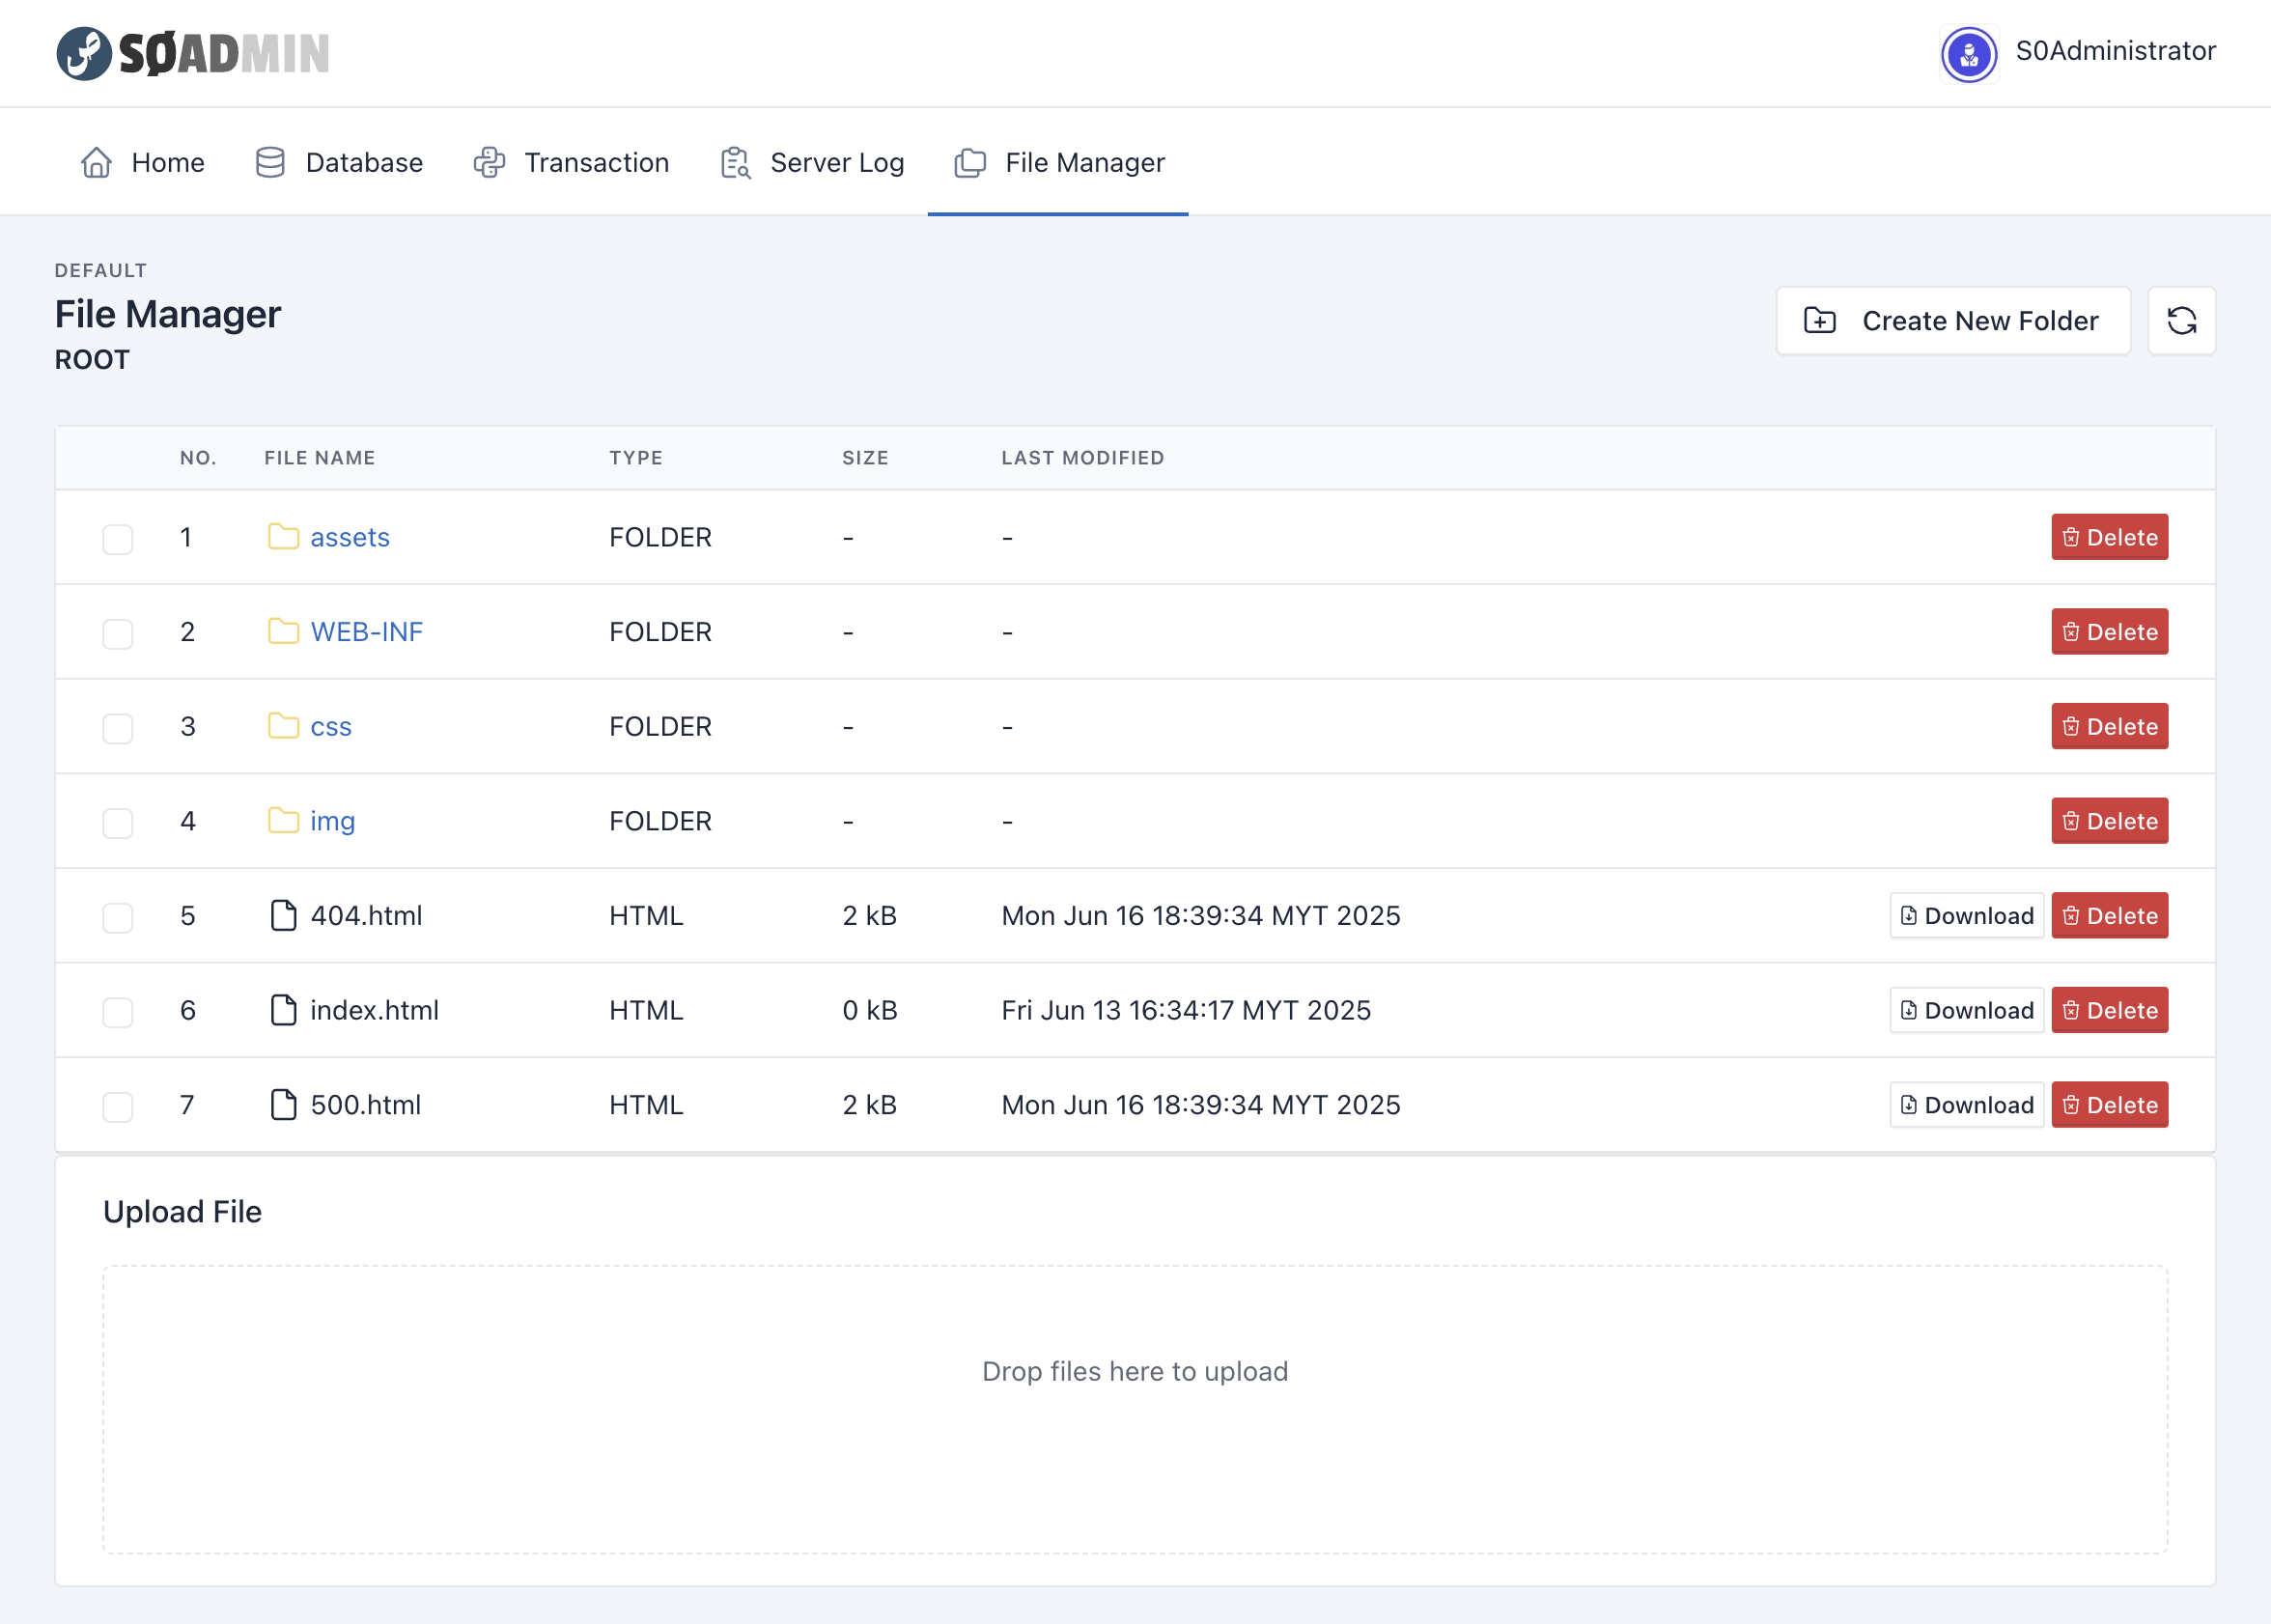 SØADMIN
S0Administrator
Home Database Transaction Server Log File Manager
DEFAULT
File Manager
ROOT
Create New Folder
NO. FILE NAME TYPE SIZE LAST MODIFIED
1 assets FOLDER - - Delete
2 WEB-INF FOLDER - - Delete
3 css FOLDER - - Delete
4 img FOLDER - - Delete
5 404.html HTML 2 kB Mon Jun 16 18:39:34 MYT 2025 Download Delete
6 index.html HTML 0 kB Fri Jun 13 16:34:17 MYT 2025 Download Delete
7 500.html HTML 2 kB Mon Jun 16 18:39:34 MYT 2025 Download Delete
Upload File
Drop files here to upload